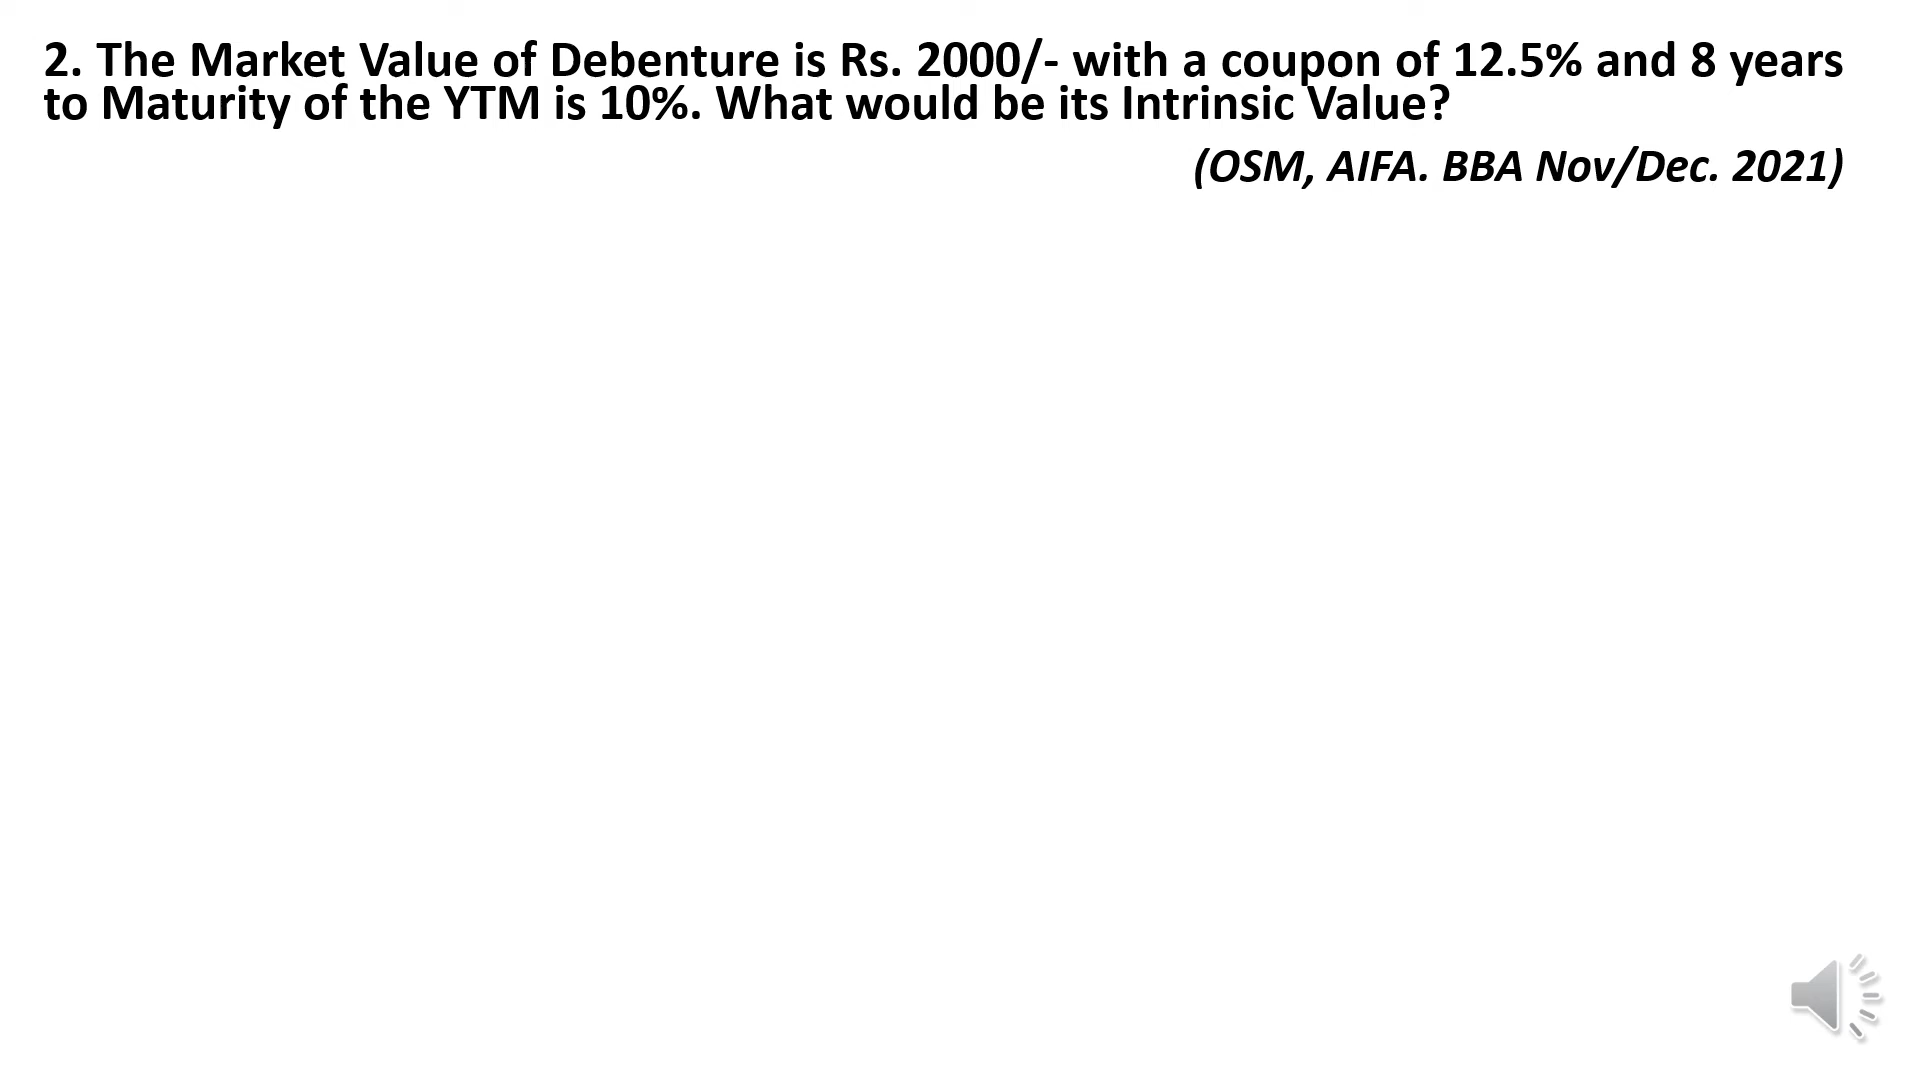 2. The Market Value of Debenture is Rs. 2000/- with a coupon of 12.5% and 8 years
to Maturity of the YTM is 10%. What would be its Intrinsic Value?
(OSM, AIFA. BBA Nov/Dec. 2021)